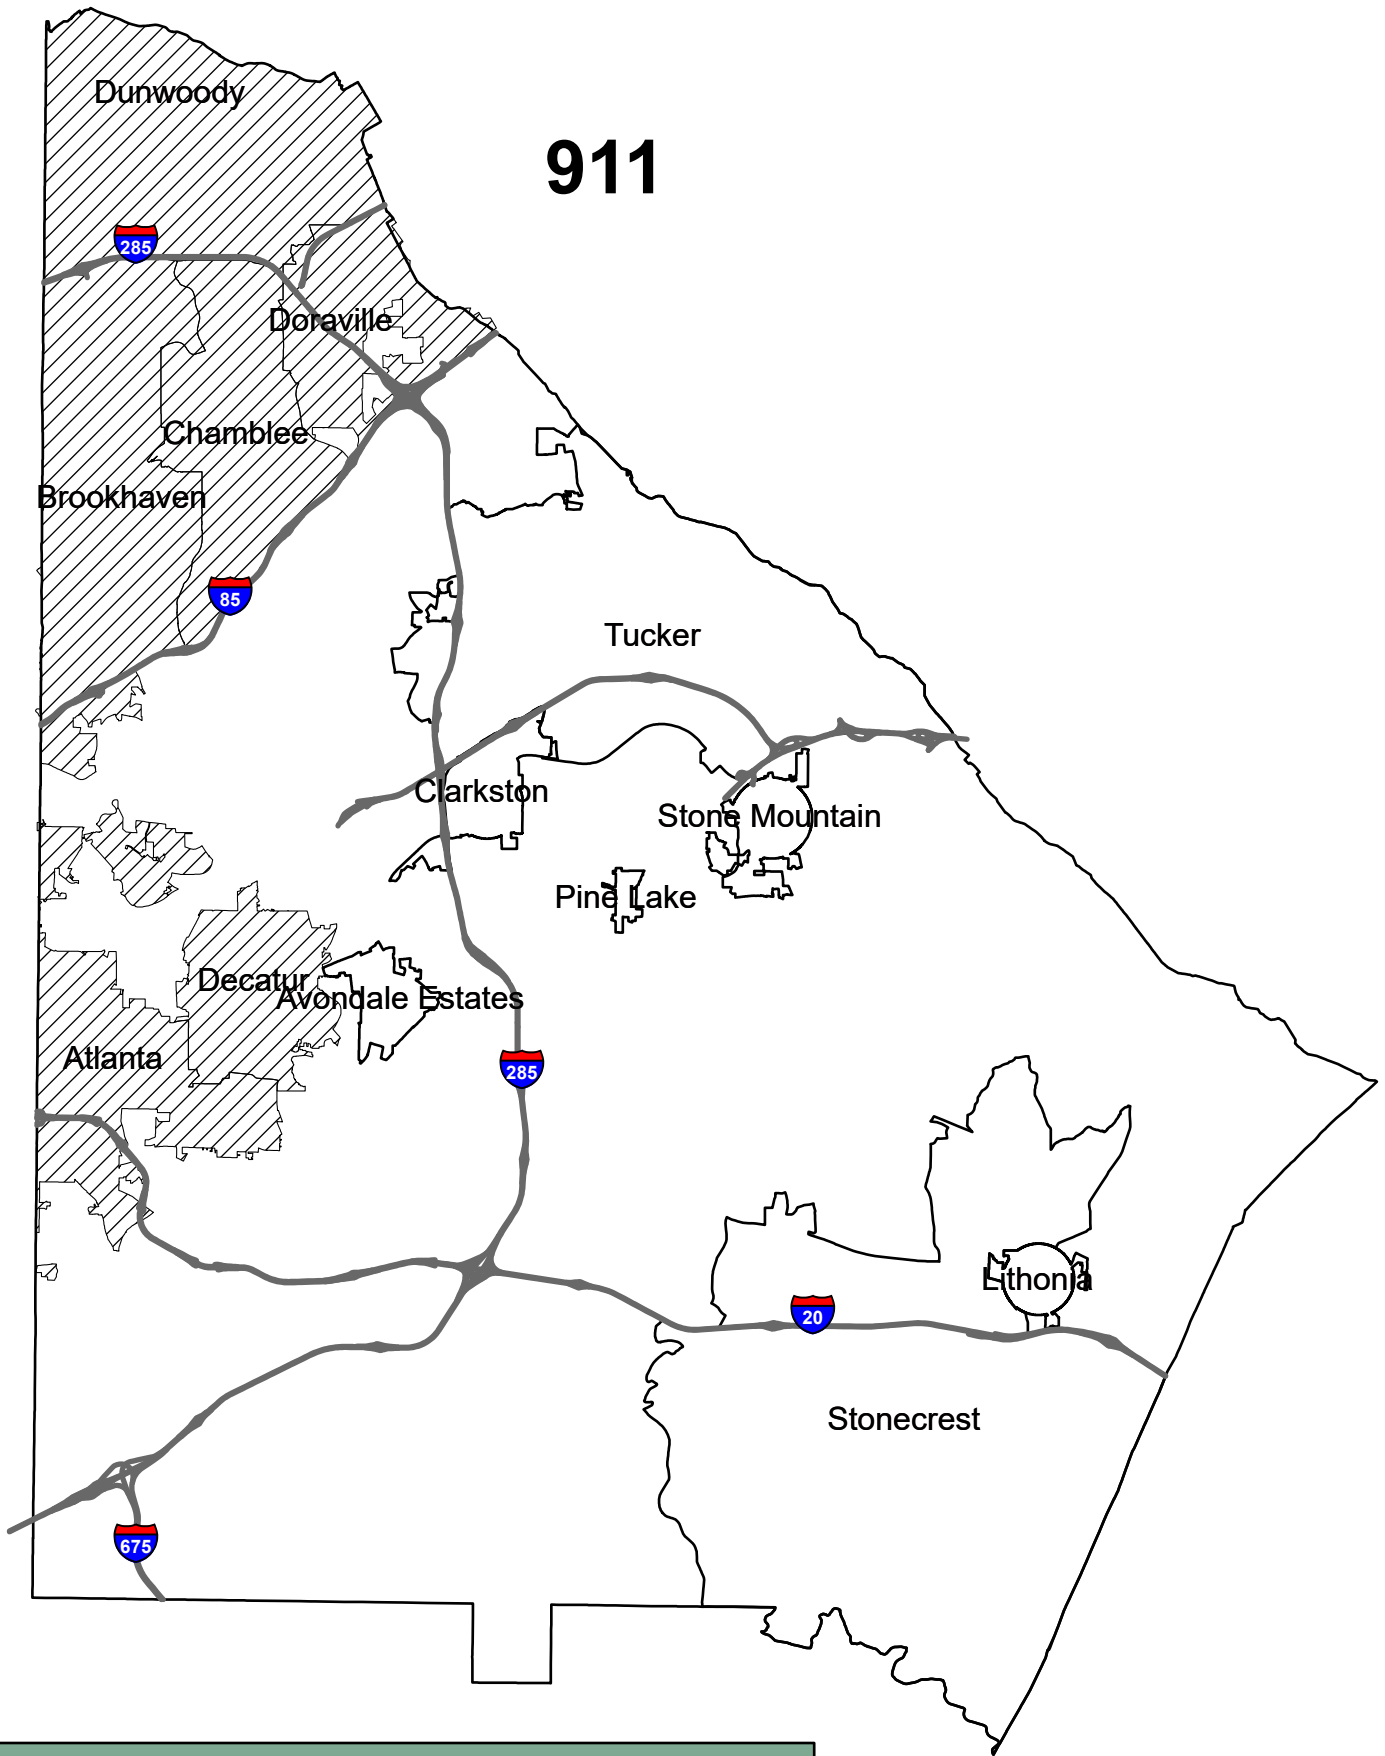 Dunwoody
911
285
Doraville
Chamblee
Brookhaven
85
Tucker
Clarkston
Stone Mountain
Pine Lake
Decatur
Avondale Estates
Atlanta
285
Lithonia
20
Stonecrest
675